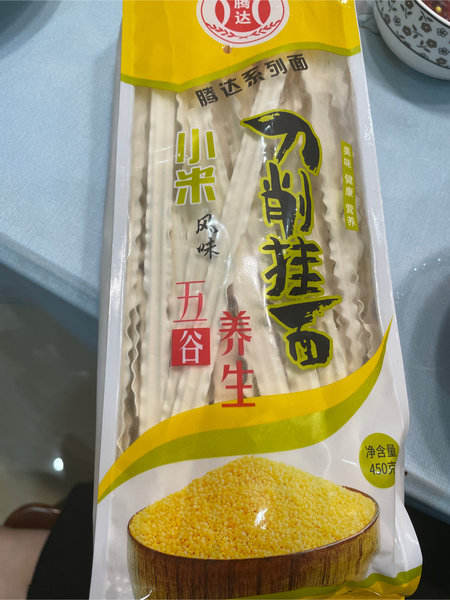 腾达
腾达系列面
小米
风味
刀削挂面
美味 健康 营养
五谷
养生
净含量
450克